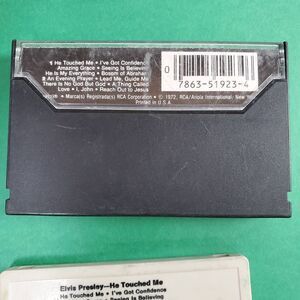 1 He Touched Me • I've Got Confidence
Amazing Grace • Seeing Is Believing
He Is My Everything • Bosom of Abraham
2 An Evening Prayer • Lead Me, Guide Me
There Is No God But God • A Thing Called
Love • I, John • Reach Out to Jesus
Marca(s) Registrada(s) RCA Corporation • © 1972, RCA/Ariola International, New York
Printed in U.S.A.
0 7863-51923-4
Elvis Presley—He Touched Me
He Touched Me • I've Got Confidence
Seeing Is Believing